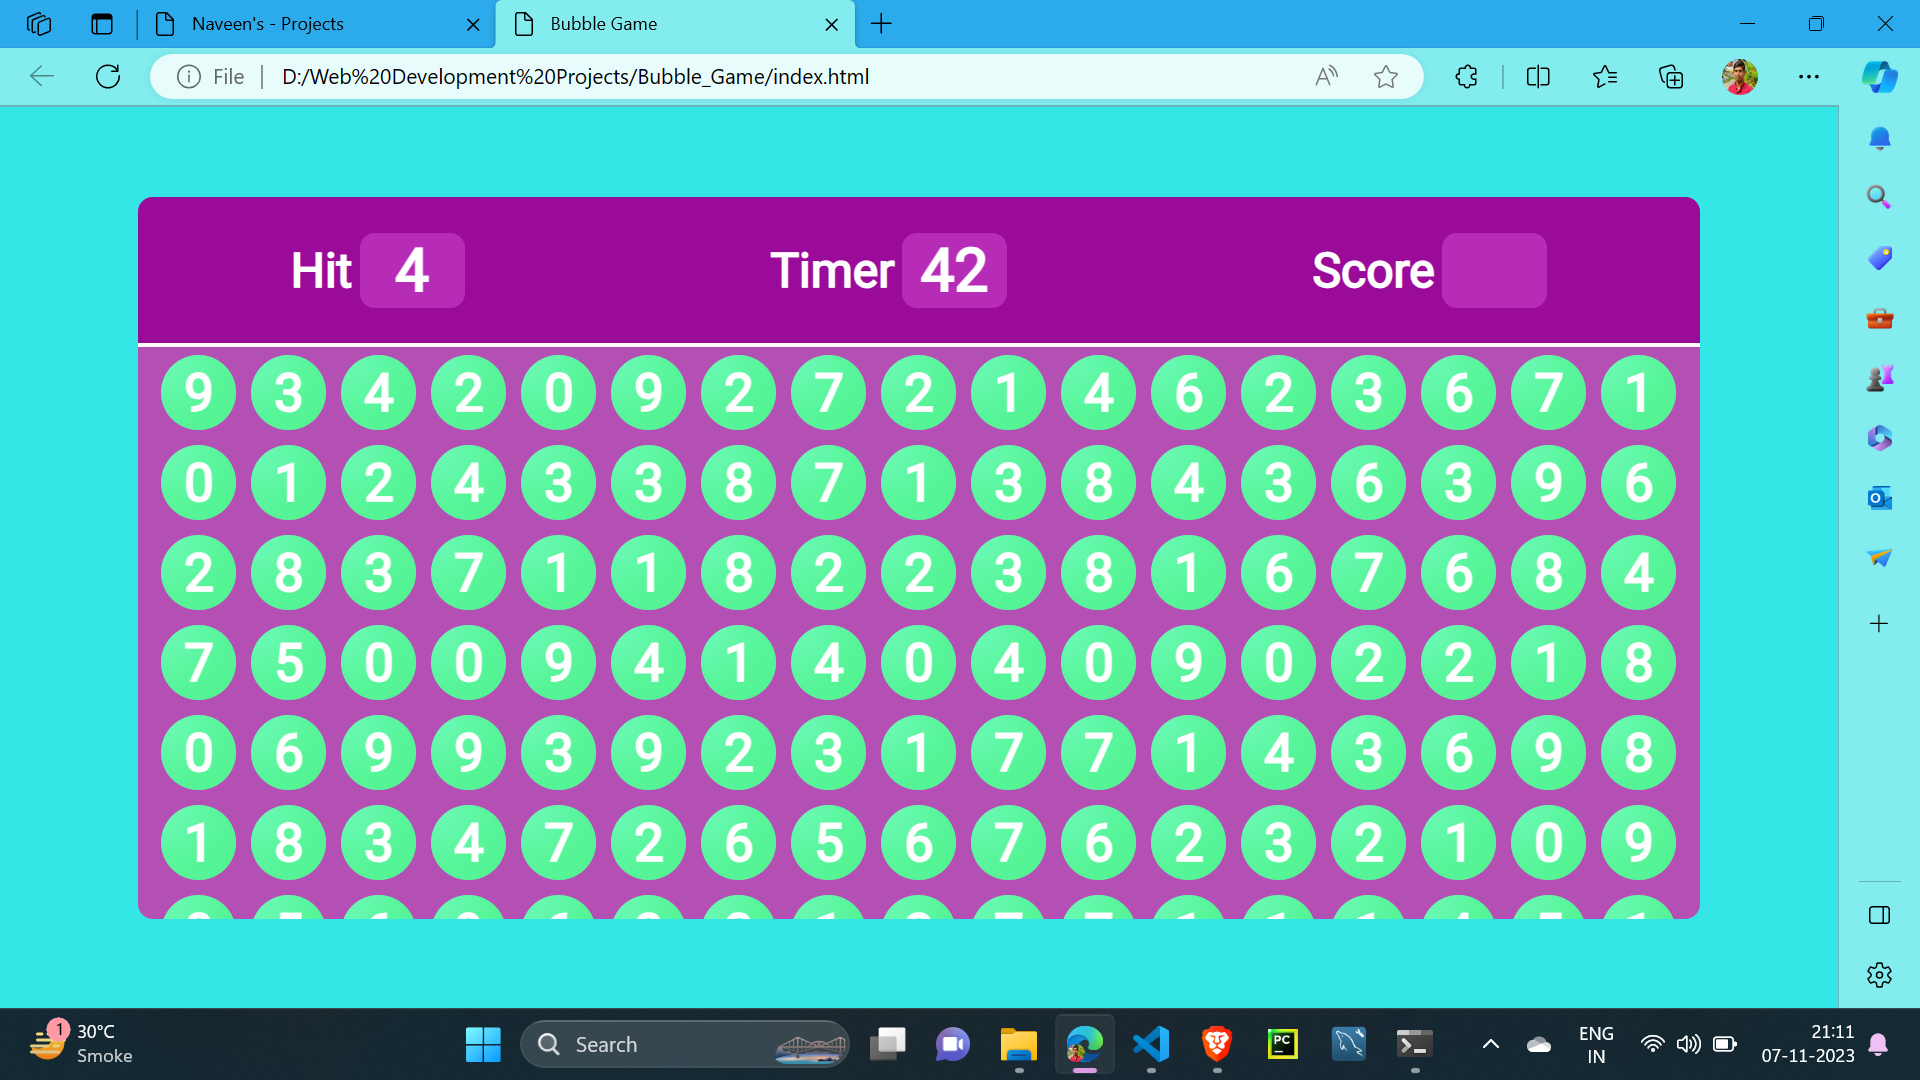 Naveen's - Projects
Bubble Game
File
D:/Web%20Development%20Projects/Bubble_Game/index.html
Hit 4 Timer 42 Score
9 3 4 2 0 9 2 7 2 1 4 6 2 3 6 7 1
0 1 2 4 3 3 8 7 1 3 8 4 3 6 3 9 6
2 8 3 7 1 1 8 2 2 3 8 1 6 7 6 8 4
7 5 0 0 9 4 1 4 0 4 0 9 0 2 2 1 8
0 6 9 9 3 9 2 3 1 7 7 1 4 3 6 9 8
1 8 3 4 7 2 6 5 6 7 6 2 3 2 1 0 9
1
30°C
Smoke
Search
PC
ENG
IN
21:11
07-11-2023